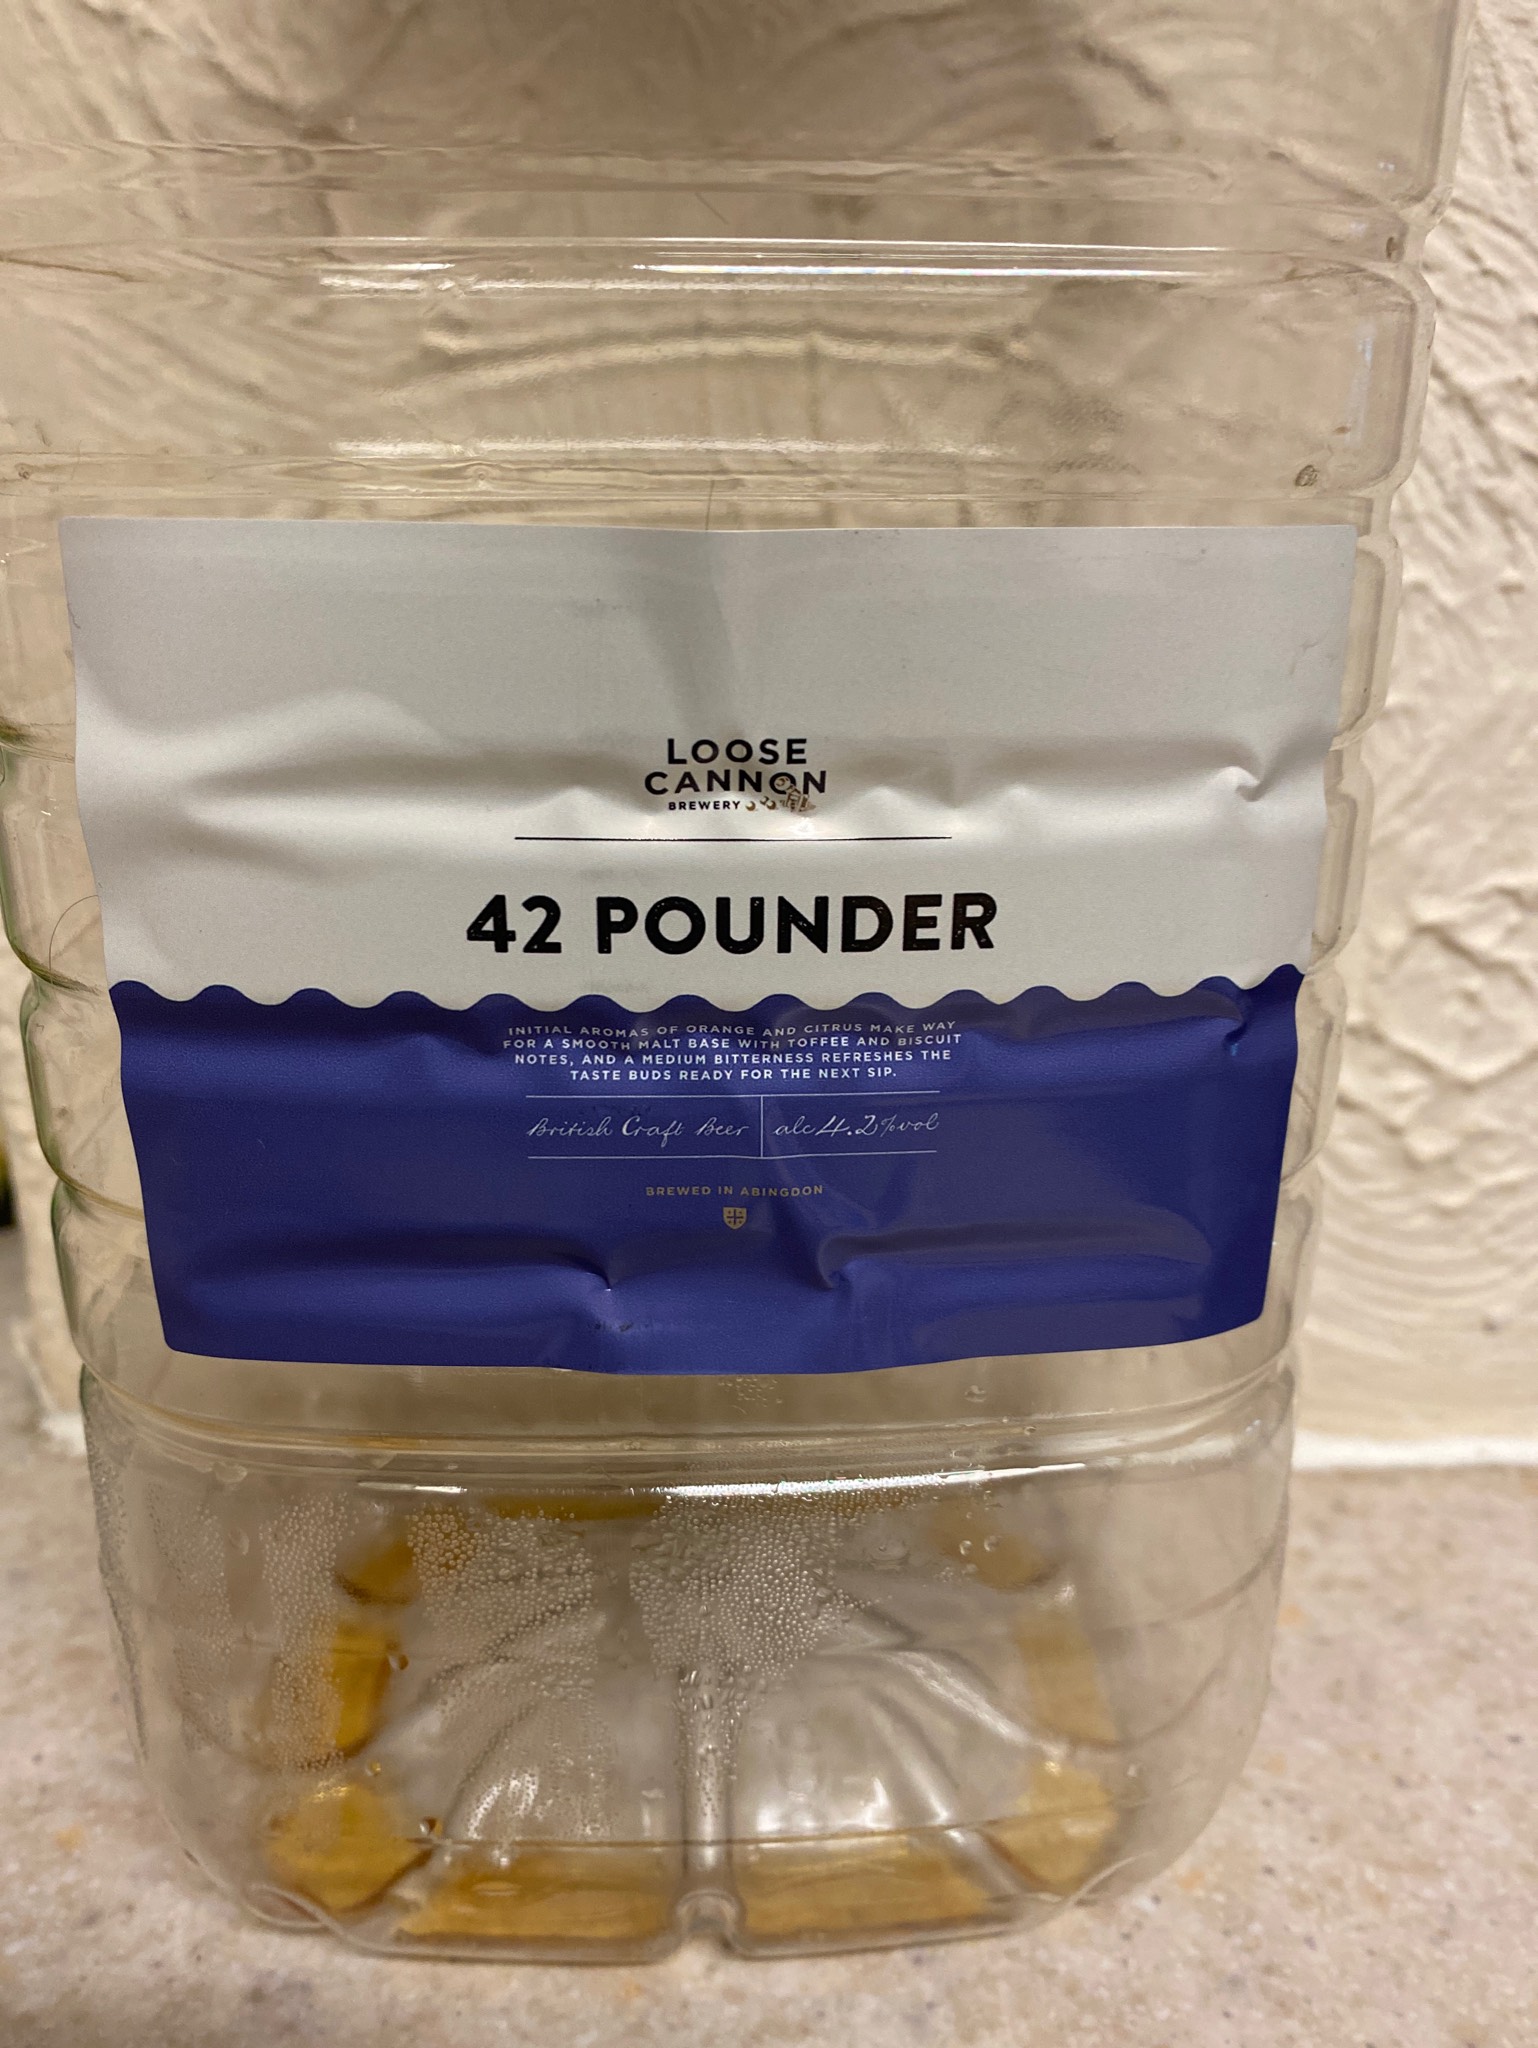 LOOSE
CANNON
BREWERY
42 POUNDER
INITIAL AROMAS OF ORANGE AND CITRUS MAKE WAY
FOR A SMOOTH MALT BASE WITH TOFFEE AND BISCUIT
NOTES, AND A MEDIUM BITTERNESS REFRESHES THE
TASTE BUDS READY FOR THE NEXT SIP.
British Craft Beer alc 4.2%vol
BREWED IN ABINGDON